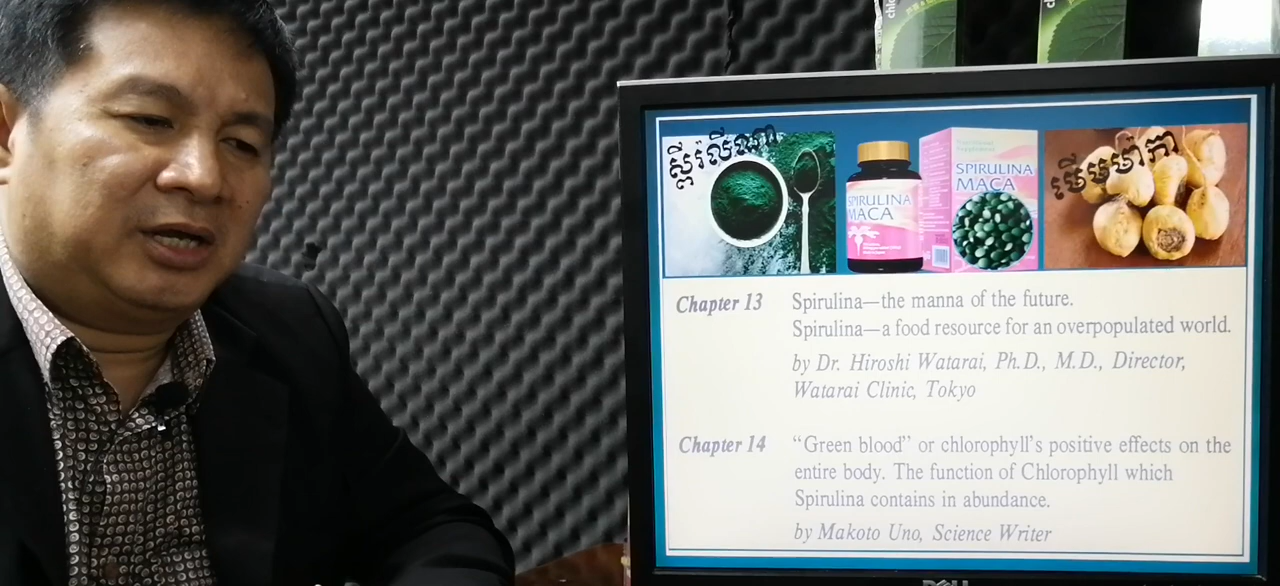 ស្ពីរូលីណា
SPIRULINA
MACA
SPIRULINA
MACA
មើមម៉ាកា
Chapter 13 Spirulina—the manna of the future.
Spirulina—a food resource for an overpopulated world.
by Dr. Hiroshi Watarai, Ph.D., M.D., Director,
Watarai Clinic, Tokyo
Chapter 14 “Green blood” or chlorophyll’s positive effects on the
entire body. The function of Chlorophyll which
Spirulina contains in abundance.
by Makoto Uno, Science Writer
DELL